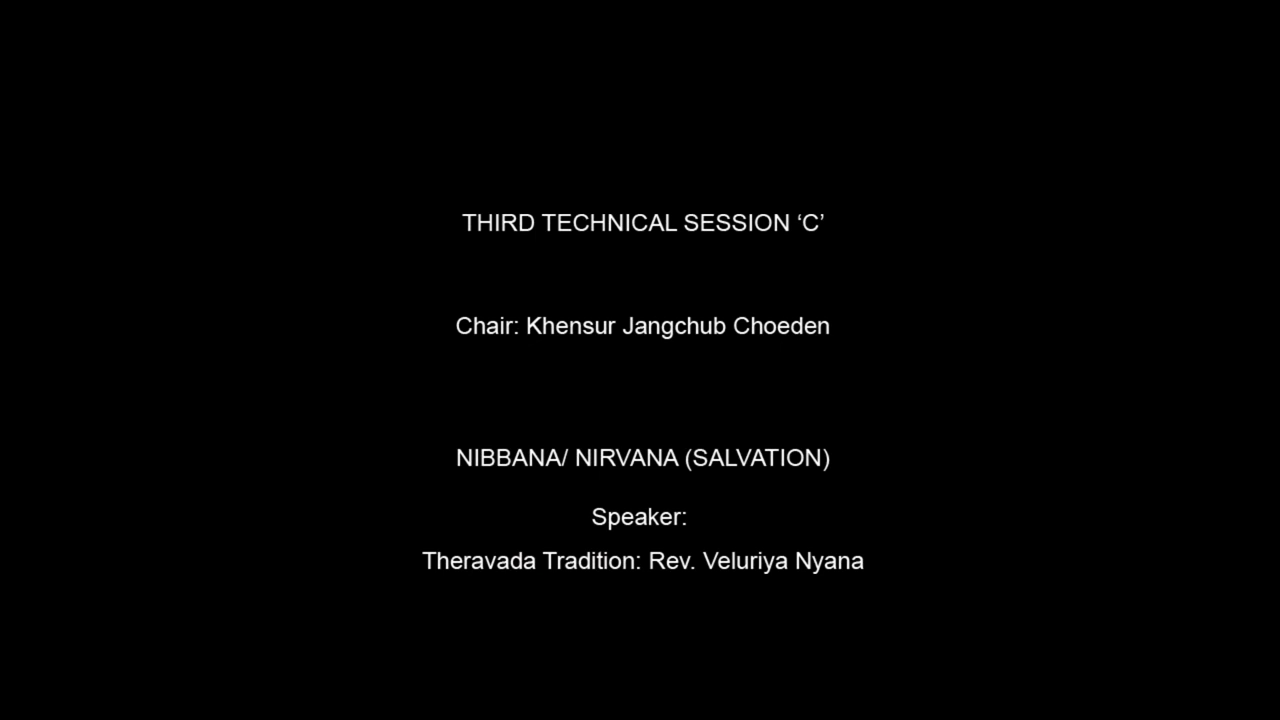 THIRD TECHNICAL SESSION ‘C’
Chair: Khensur Jangchub Choeden
NIBBANA/ NIRVANA (SALVATION)
Speaker:
Theravada Tradition: Rev. Veluriya Nyana